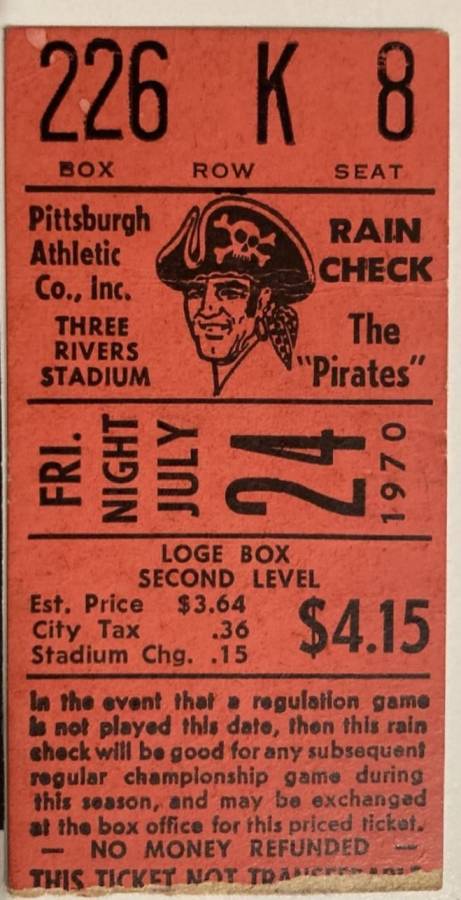 226 K 8
BOX ROW SEAT
Pittsburgh
Athletic
Co., Inc.
THREE
RIVERS
STADIUM
RAIN
CHECK
The
"Pirates"
FRI.
NIGHT
JULY
24
1970
LOGE BOX
SECOND LEVEL
Est. Price $3.64
City Tax .36
Stadium Chg. .15
$4.15
In the event that a regulation game
is not played this date, then this rain
check will be good for any subsequent
regular championship game during
this season, and may be exchanged
at the box office for this priced ticket.
— NO MONEY REFUNDED —
THIS TICKET NOT TRANSFERABLE